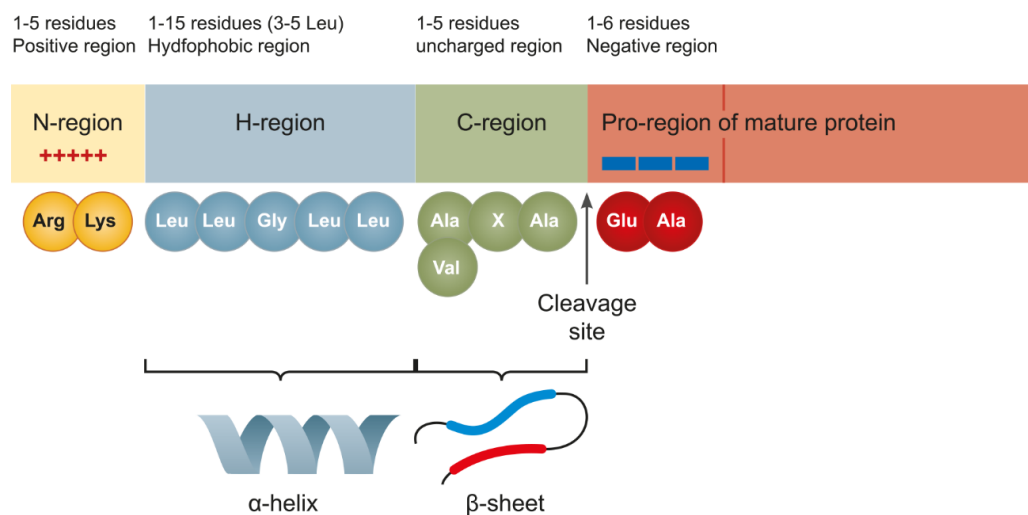 1-5 residues
Positive region
1-15 residues (3-5 Leu)
Hydfophobic region
1-5 residues
uncharged region
1-6 residues
Negative region
N-region
+++++
H-region
C-region
Pro-region of mature protein
Arg Lys
Leu Leu Gly Leu Leu
Ala X Ala
Val
Glu Ala
Cleavage
site
α-helix
β-sheet